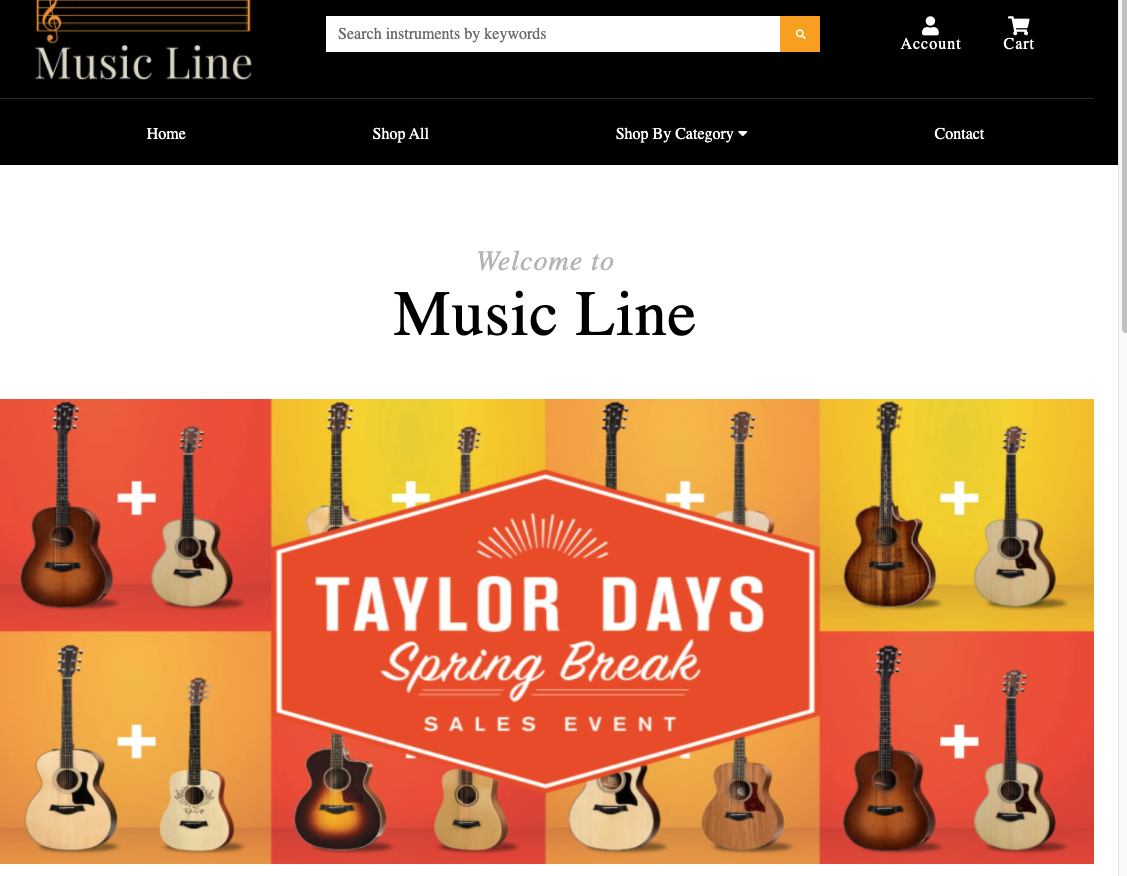 Music Line
Search instruments by keywords
Account
Cart
Home
Shop All
Shop By Category
Contact
Welcome to
Music Line
TAYLOR DAYS
Spring Break
SALES EVENT